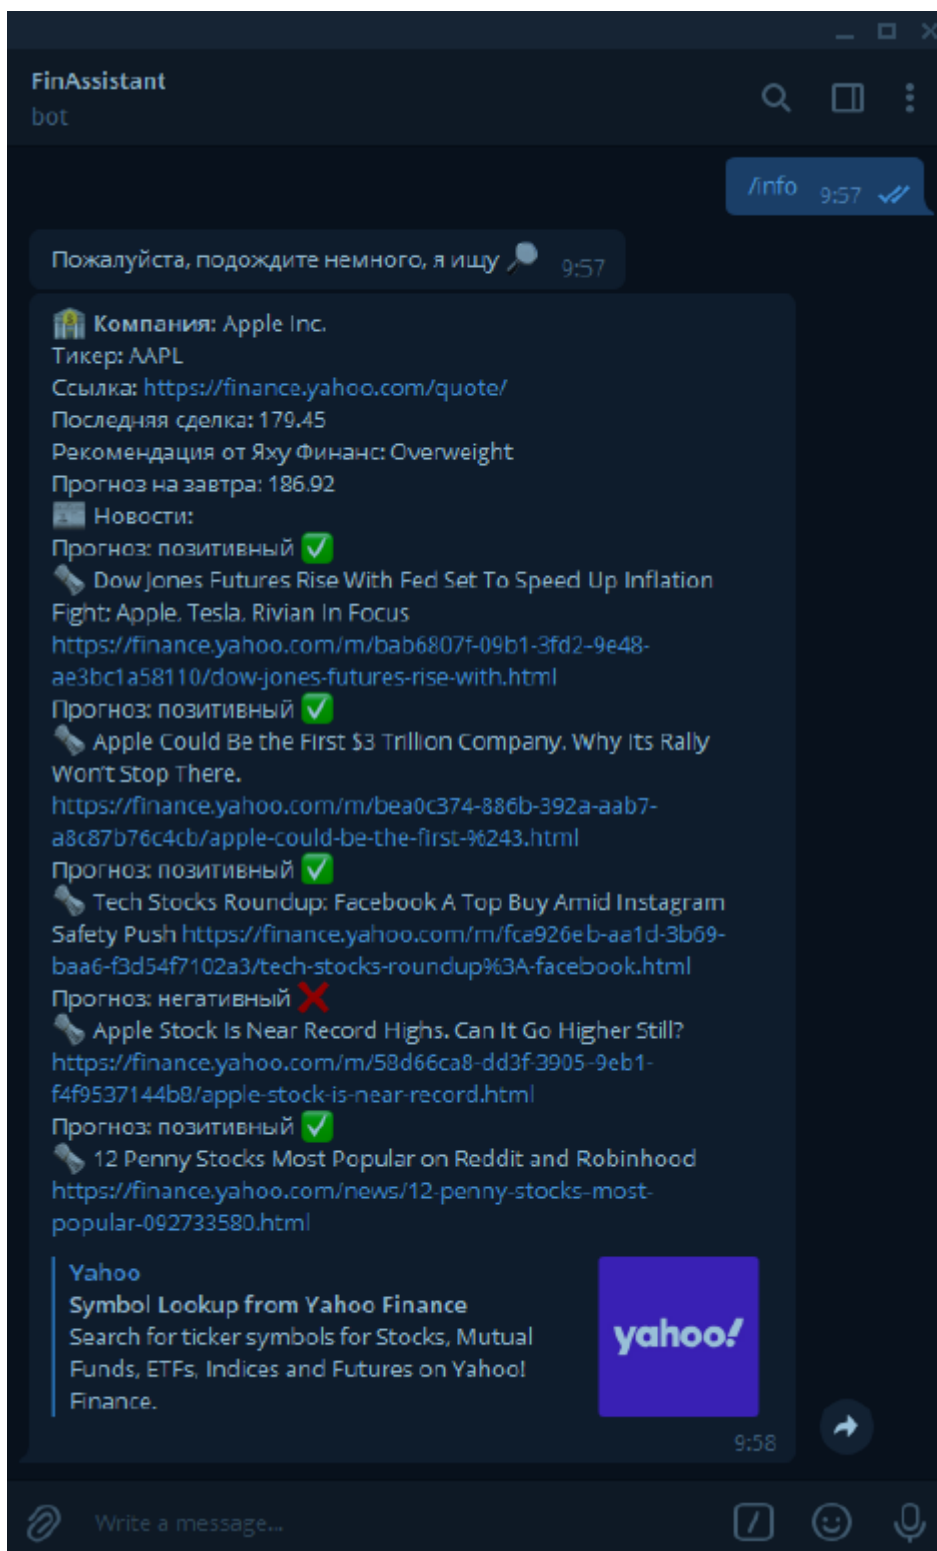 FinAssistant
bot
/info 9:57
Пожалуйста, подождите немного, я ищу 9:57
Компания: Apple Inc.
Тикер: AAPL
Ссылка: https://finance.yahoo.com/quote/
Последняя сделка: 179.45
Рекомендация от Яху Финанс: Overweight
Прогноз на завтра: 186.92
Новости:
Прогноз: позитивный
Dow Jones Futures Rise With Fed Set To Speed Up Inflation
Fight: Apple, Tesla, Rivian In Focus
https://finance.yahoo.com/m/bab6807f-09b1-3fd2-9e48-
ae3bc1a58110/dow-jones-futures-rise-with.html
Прогноз: позитивный
Apple Could Be the First $3 Trillion Company. Why Its Rally
Won't Stop There.
https://finance.yahoo.com/m/bea0c374-886b-392a-aab7-
a8c87b76c4cb/apple-could-be-the-first-%243.html
Прогноз: позитивный
Tech Stocks Roundup: Facebook A Top Buy Amid Instagram
Safety Push https://finance.yahoo.com/m/fca926eb-aa1d-3b69-
baa6-f3d54f7102a3/tech-stocks-roundup%3A-facebook.html
Прогноз: негативный
Apple Stock Is Near Record Highs. Can It Go Higher Still?
https://finance.yahoo.com/m/58d66ca8-dd3f-3905-9eb1-
f4f9537144b8/apple-stock-is-near-record.html
Прогноз: позитивный
12 Penny Stocks Most Popular on Reddit and Robinhood
https://finance.yahoo.com/news/12-penny-stocks-most-
popular-092733580.html
Yahoo
Symbol Lookup from Yahoo Finance
Search for ticker symbols for Stocks, Mutual
Funds, ETFs, Indices and Futures on Yahoo!
Finance.
yahoo!
9:58
Write a message...